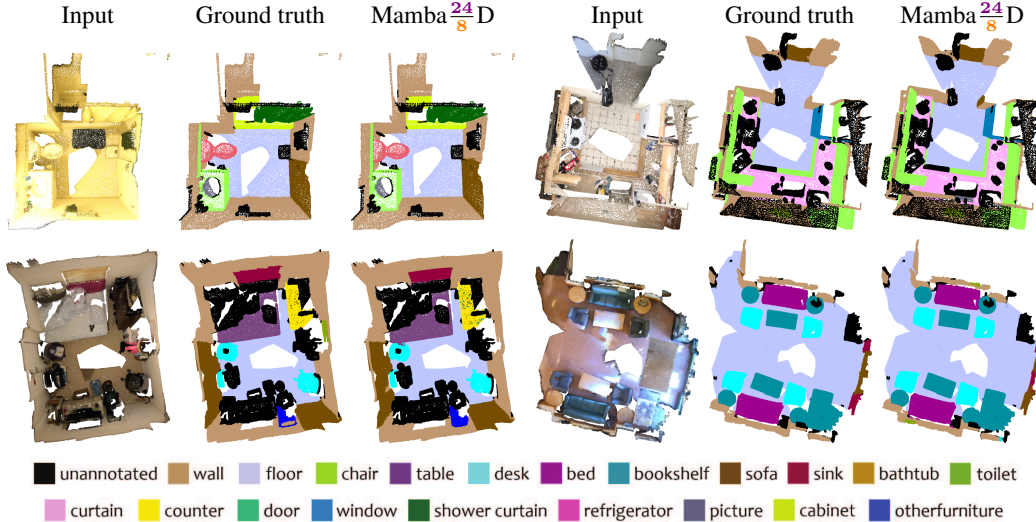 Input Ground truth Mamba 24/8 D Input Ground truth Mamba 24/8 D
unannotated wall floor chair table desk bed bookshelf sofa sink bathtub toilet
curtain counter door window shower curtain refrigerator picture cabinet otherfurniture